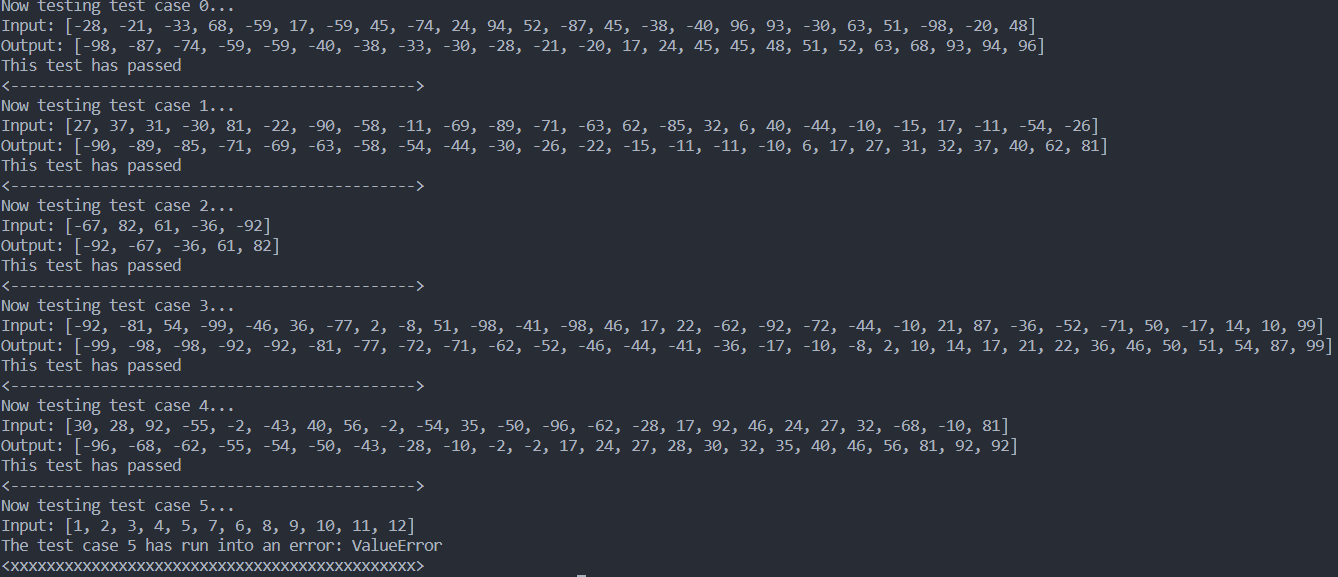 Now testing test case 0...
Input: [-28, -21, -33, 68, -59, 17, -59, 45, -74, 24, 94, 52, -87, 45, -38, -40, 96, 93, -30, 63, 51, -98, -20, 48]
Output: [-98, -87, -74, -59, -59, -40, -38, -33, -30, -28, -21, -20, 17, 24, 45, 45, 48, 51, 52, 63, 68, 93, 94, 96]
This test has passed
<--------------------------------------------->
Now testing test case 1...
Input: [27, 37, 31, -30, 81, -22, -90, -58, -11, -69, -89, -71, -63, 62, -85, 32, 6, 40, -44, -10, -15, 17, -11, -54, -26]
Output: [-90, -89, -85, -71, -69, -63, -58, -54, -44, -30, -26, -22, -15, -11, -11, -10, 6, 17, 27, 31, 32, 37, 40, 62, 81]
This test has passed
<--------------------------------------------->
Now testing test case 2...
Input: [-67, 82, 61, -36, -92]
Output: [-92, -67, -36, 61, 82]
This test has passed
<--------------------------------------------->
Now testing test case 3...
Input: [-92, -81, 54, -99, -46, 36, -77, 2, -8, 51, -98, -41, -98, 46, 17, 22, -62, -92, -72, -44, -10, 21, 87, -36, -52, -71, 50, -17, 14, 10, 99]
Output: [-99, -98, -98, -92, -92, -81, -77, -72, -71, -62, -52, -46, -44, -41, -36, -17, -10, -8, 2, 10, 14, 17, 21, 22, 36, 46, 50, 51, 54, 87, 99]
This test has passed
<--------------------------------------------->
Now testing test case 4...
Input: [30, 28, 92, -55, -2, -43, 40, 56, -2, -54, 35, -50, -96, -62, -28, 17, 92, 46, 24, 27, 32, -68, -10, 81]
Output: [-96, -68, -62, -55, -54, -50, -43, -28, -10, -2, -2, 17, 24, 27, 28, 30, 32, 35, 40, 46, 56, 81, 92, 92]
This test has passed
<--------------------------------------------->
Now testing test case 5...
Input: [1, 2, 3, 4, 5, 7, 6, 8, 9, 10, 11, 12]
The test case 5 has run into an error: ValueError
<xxxxxxxxxxxxxxxxxxxxxxxxxxxxxxxxxxxxxxxxxxxxx>